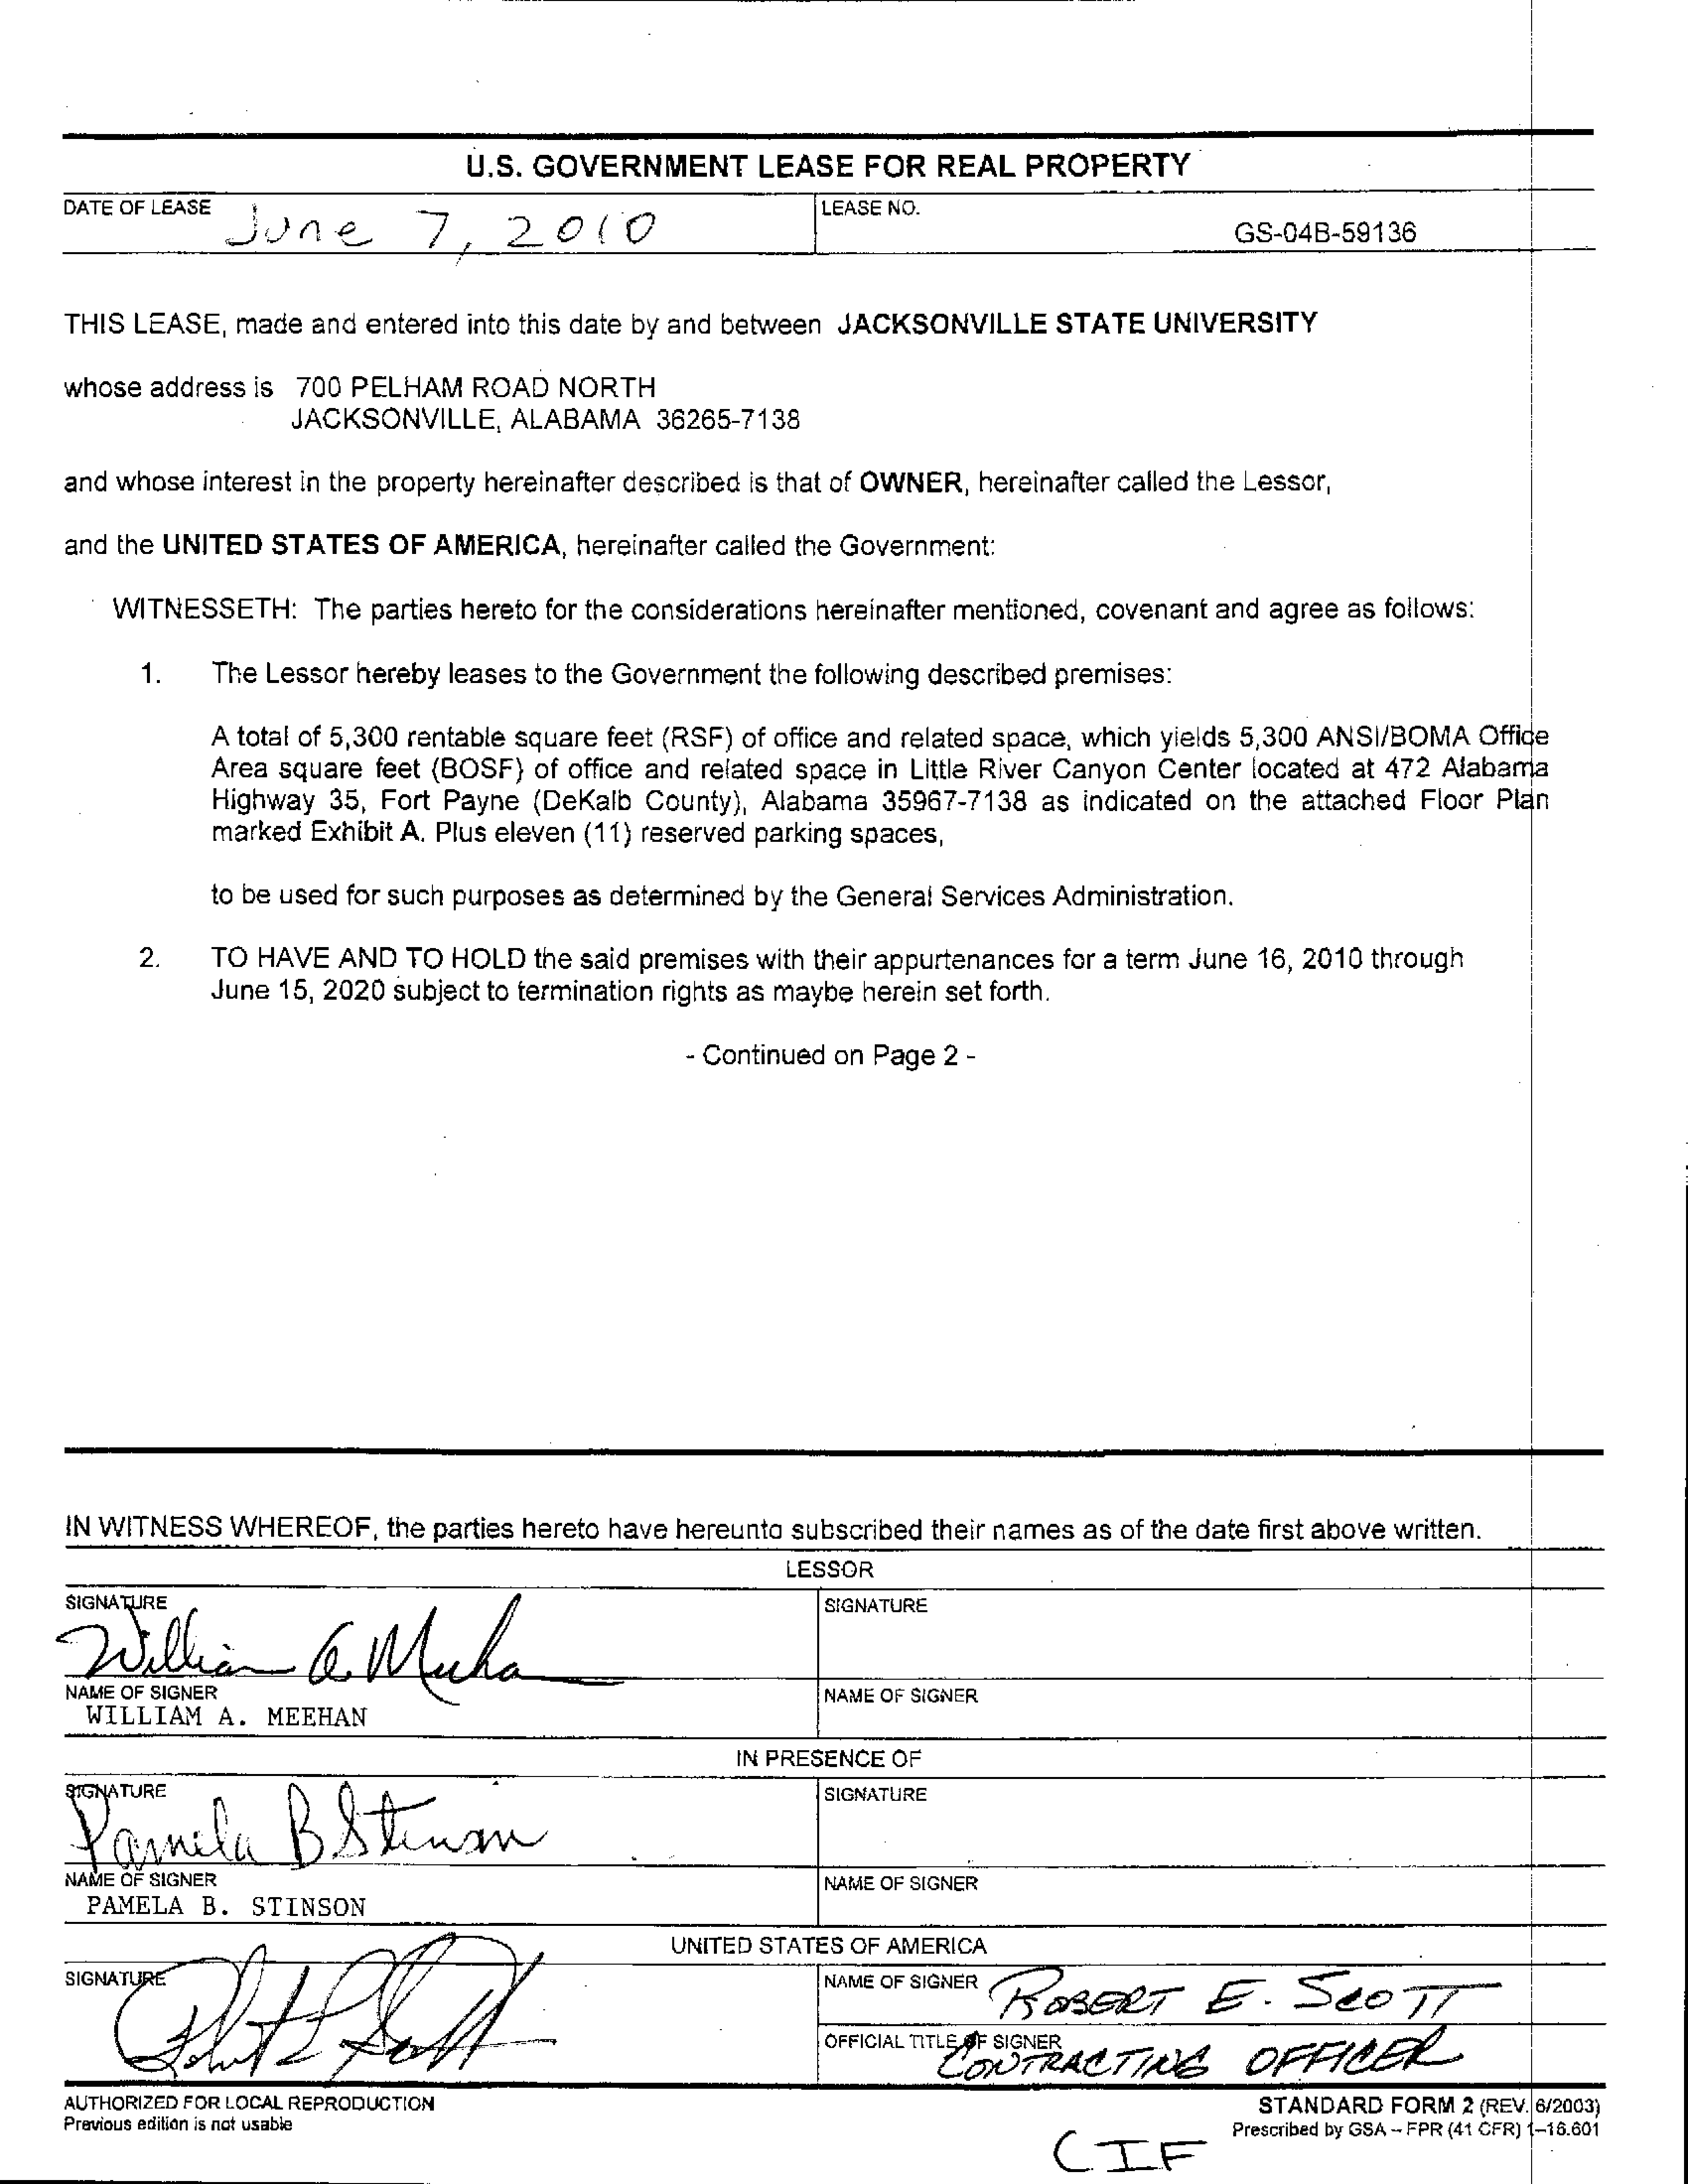 U.S. GOVERNMENT LEASE FOR REAL PROPERTY
DATE OF LEASE June 7, 2010
LEASE NO.
GS-04B-59136
THIS LEASE, made and entered into this date by and between JACKSONVILLE STATE UNIVERSITY
whose address is 700 PELHAM ROAD NORTH
JACKSONVILLE, ALABAMA 36265-7138
and whose interest in the property hereinafter described is that of OWNER, hereinafter called the Lessor,
and the UNITED STATES OF AMERICA, hereinafter called the Government:
WITNESSETH: The parties hereto for the considerations hereinafter mentioned, covenant and agree as follows:
1. The Lessor hereby leases to the Government the following described premises:
A total of 5,300 rentable square feet (RSF) of office and related space, which yields 5,300 ANSI/BOMA Office
Area square feet (BOSF) of office and related space in Little River Canyon Center located at 472 Alabama
Highway 35, Fort Payne (DeKalb County), Alabama 35967-7138 as indicated on the attached Floor Plan
marked Exhibit A. Plus eleven (11) reserved parking spaces,
to be used for such purposes as determined by the General Services Administration.
2. TO HAVE AND TO HOLD the said premises with their appurtenances for a term June 16, 2010 through
June 15, 2020 subject to termination rights as maybe herein set forth.
- Continued on Page 2 -
IN WITNESS WHEREOF, the parties hereto have hereunto subscribed their names as of the date first above written.
LESSOR
SIGNATURE
William A. Meehan
SIGNATURE
NAME OF SIGNER
WILLIAM A. MEEHAN
NAME OF SIGNER
IN PRESENCE OF
SIGNATURE
Pamela B Stinson
SIGNATURE
NAME OF SIGNER
PAMELA B. STINSON
NAME OF SIGNER
UNITED STATES OF AMERICA
SIGNATURE
Robert E Scott
NAME OF SIGNER ROBERT E. SCOTT
OFFICIAL TITLE OF SIGNER
CONTRACTING OFFICER
AUTHORIZED FOR LOCAL REPRODUCTION
Previous edition is not usable
STANDARD FORM 2 (REV. 6/2003)
Prescribed by GSA – FPR (41 CFR) 1–16.601
CIF